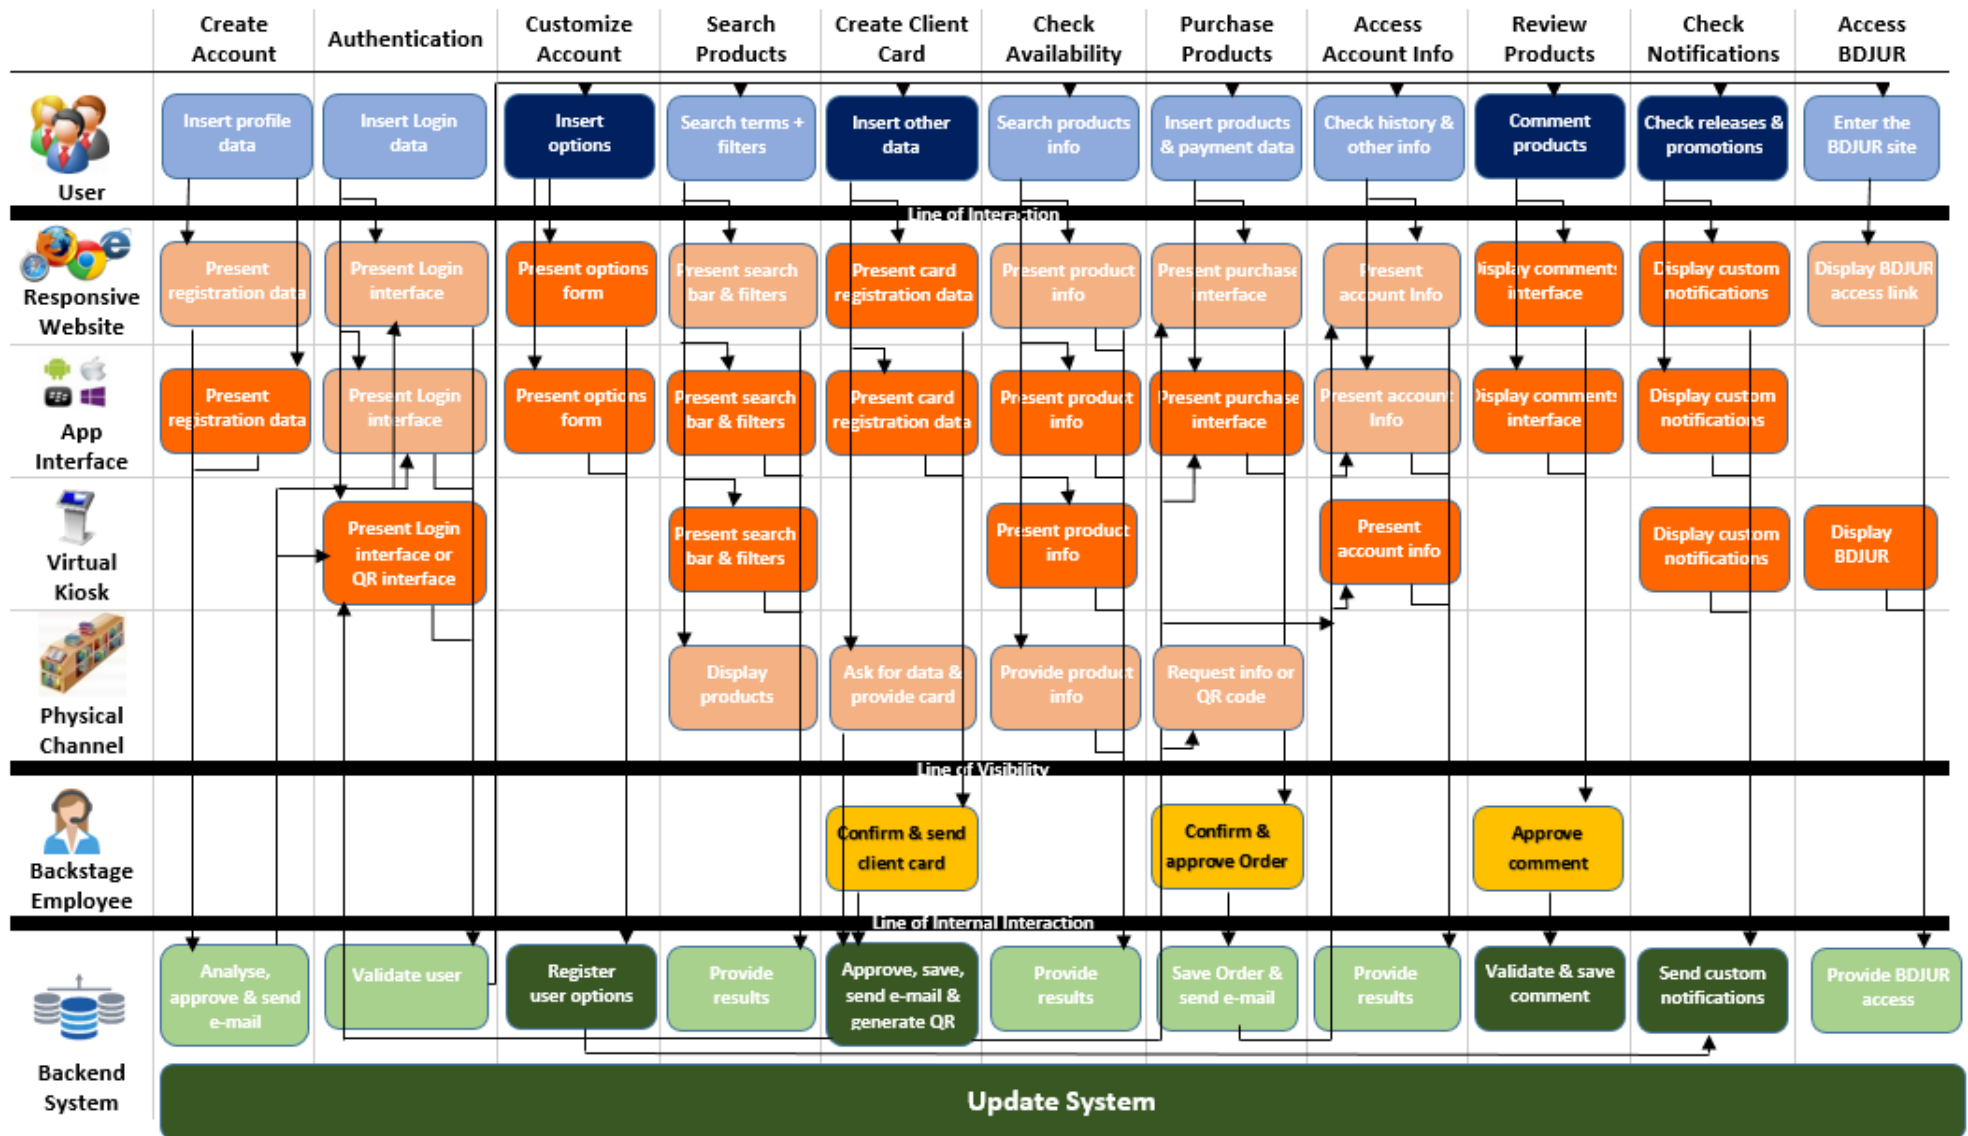 Create
Account
Authentication
Customize
Account
Search
Products
Create Client
Card
Check
Availability
Purchase
Products
Access
Account Info
Review
Products
Check
Notifications
Access
BDJUR
User
Insert profile
data
Insert Login
data
Insert
options
Search terms +
filters
Insert other
data
Search products
info
Insert products
& payment data
Check history &
other info
Comment
products
Check releases &
promotions
Enter the
BDJUR site
Line of Interaction
Responsive
Website
Present
registration data
Present Login
interface
Present options
form
Present search
bar & filters
Present card
registration data
Present product
info
Present purchase
interface
Present
account Info
Display comments
interface
Display custom
notifications
Display BDJUR
access link
App
Interface
Present
registration data
Present Login
interface
Present options
form
Present search
bar & filters
Present card
registration data
Present product
info
Present purchase
interface
Present account
Info
Display comments
interface
Display custom
notifications
Virtual
Kiosk
Present Login
interface or
QR interface
Present search
bar & filters
Present product
info
Present
account info
Display custom
notifications
Display
BDJUR
Physical
Channel
Display
products
Ask for data &
provide card
Provide product
info
Request info or
QR code
Line of Visibility
Backstage
Employee
Confirm & send
client card
Confirm &
approve Order
Approve
comment
Line of Internal Interaction
Backend
System
Analyse,
approve & send
e-mail
Validate user
Register
user options
Provide
results
Approve, save,
send e-mail &
generate QR
Provide
results
Save Order &
send e-mail
Provide
results
Validate & save
comment
Send custom
notifications
Provide BDJUR
access
Update System